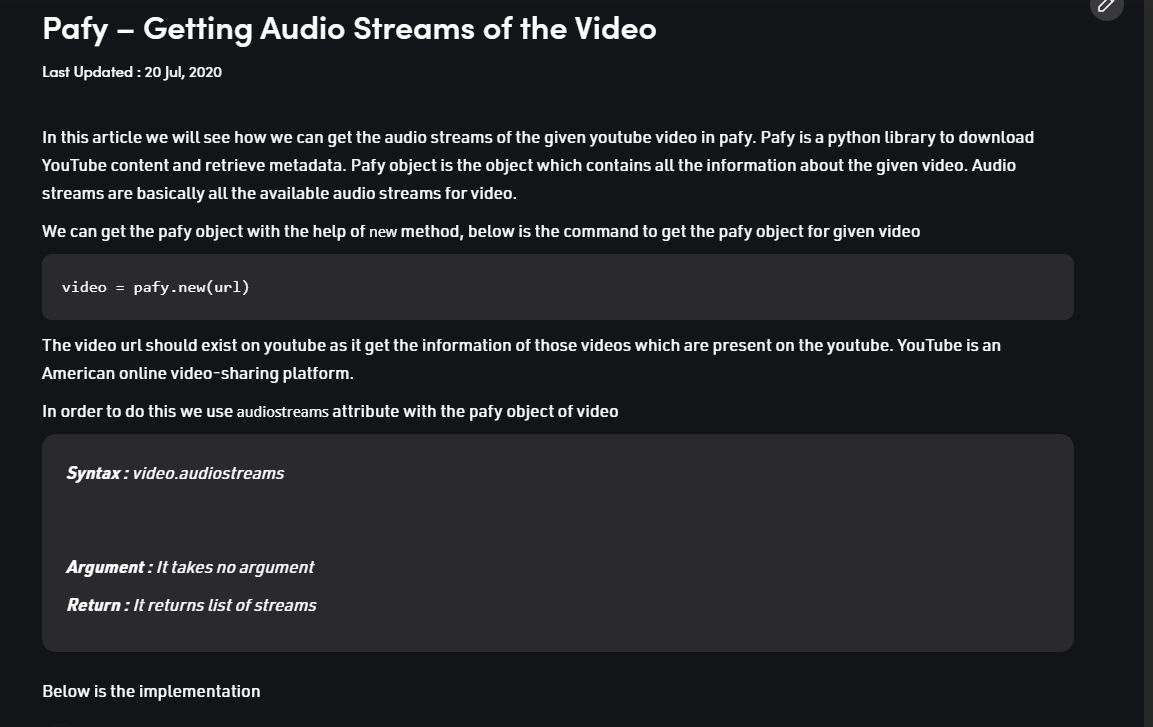 Pafy – Getting Audio Streams of the Video
Last Updated : 20 Jul, 2020
In this article we will see how we can get the audio streams of the given youtube video in pafy. Pafy is a python library to download
YouTube content and retrieve metadata. Pafy object is the object which contains all the information about the given video. Audio
streams are basically all the available audio streams for video.
We can get the pafy object with the help of new method, below is the command to get the pafy object for given video
video = pafy.new(url)
The video url should exist on youtube as it get the information of those videos which are present on the youtube. YouTube is an
American online video-sharing platform.
In order to do this we use audiostreams attribute with the pafy object of video
Syntax : video.audiostreams
Argument : It takes no argument
Return : It returns list of streams
Below is the implementation